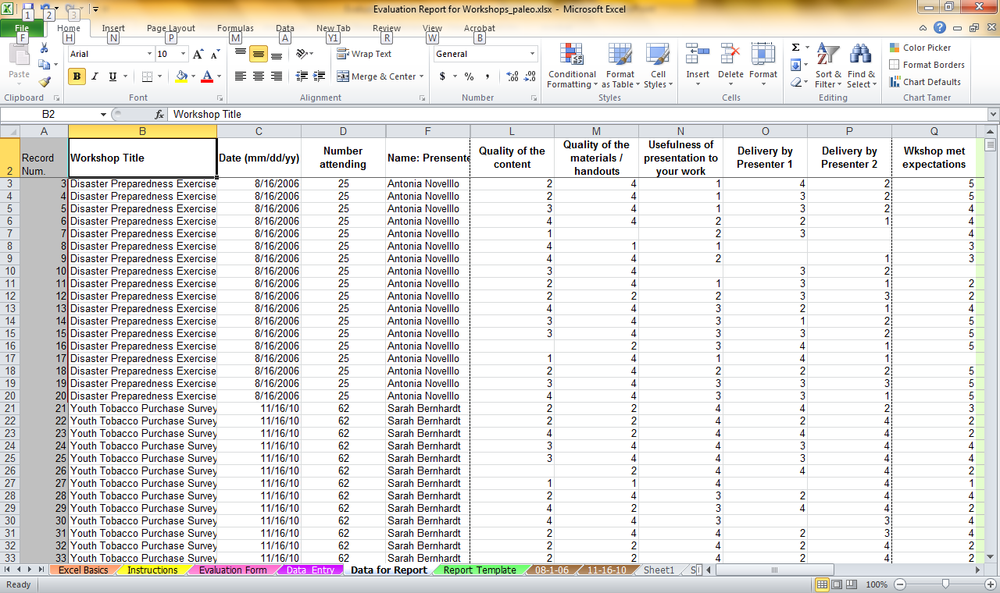 Evaluation Report for Workshops_paleo.xlsx - Microsoft Excel
1 2 3
File Home Insert Page Layout Formulas Data New Tab Review View Acrobat
F H N P M A Y1 R W B
Paste
Arial 10
B I U
Wrap Text
Merge & Center
General
$ % ,
Conditional Formatting
Format as Table
Cell Styles
Insert Delete Format
Sort & Filter
Find & Select
Color Picker
Format Borders
Chart Defaults
Clipboard Font Alignment Number Styles Cells Editing Chart Tamer
B2 fx Workshop Title
A B C D F L M N O P Q
2 Record Num. Workshop Title Date (mm/dd/yy) Number attending Name: Prensente Quality of the content Quality of the materials / handouts Usefulness of presentation to your work Delivery by Presenter 1 Delivery by Presenter 2 Wkshop met expectations
3 3 Disaster Preparedness Exercise 8/16/2006 25 Antonia Novelllo 2 4 1 4 2 5
4 4 Disaster Preparedness Exercise 8/16/2006 25 Antonia Novelllo 2 4 1 3 2 5
5 5 Disaster Preparedness Exercise 8/16/2006 25 Antonia Novelllo 3 4 1 3 2 4
6 6 Disaster Preparedness Exercise 8/16/2006 25 Antonia Novelllo 4 4 2 2 1 4
7 7 Disaster Preparedness Exercise 8/16/2006 25 Antonia Novelllo 1 2 3 4
8 8 Disaster Preparedness Exercise 8/16/2006 25 Antonia Novelllo 4 1 1 3
9 9 Disaster Preparedness Exercise 8/16/2006 25 Antonia Novelllo 4 4 2 1 3
10 10 Disaster Preparedness Exercise 8/16/2006 25 Antonia Novelllo 3 4 3 2
11 11 Disaster Preparedness Exercise 8/16/2006 25 Antonia Novelllo 2 4 1 3 1 2
12 12 Disaster Preparedness Exercise 8/16/2006 25 Antonia Novelllo 2 2 2 3 3 2
13 13 Disaster Preparedness Exercise 8/16/2006 25 Antonia Novelllo 4 4 3 2 1 4
14 14 Disaster Preparedness Exercise 8/16/2006 25 Antonia Novelllo 3 4 3 1 2 5
15 15 Disaster Preparedness Exercise 8/16/2006 25 Antonia Novelllo 3 4 3 3 2 5
16 16 Disaster Preparedness Exercise 8/16/2006 25 Antonia Novelllo 2 3 4 1 5
17 17 Disaster Preparedness Exercise 8/16/2006 25 Antonia Novelllo 1 4 1 4 1
18 18 Disaster Preparedness Exercise 8/16/2006 25 Antonia Novelllo 2 4 2 2 2 5
19 19 Disaster Preparedness Exercise 8/16/2006 25 Antonia Novelllo 3 4 3 3 3 5
20 20 Disaster Preparedness Exercise 8/16/2006 25 Antonia Novelllo 4 4 3 3 1 5
21 21 Youth Tobacco Purchase Survey 11/16/10 62 Sarah Bernhardt 2 2 4 4 2 3
22 22 Youth Tobacco Purchase Survey 11/16/10 62 Sarah Bernhardt 2 2 4 2 4 2
23 23 Youth Tobacco Purchase Survey 11/16/10 62 Sarah Bernhardt 4 2 4 4 4 2
24 24 Youth Tobacco Purchase Survey 11/16/10 62 Sarah Bernhardt 3 4 4 3 4 4
25 25 Youth Tobacco Purchase Survey 11/16/10 62 Sarah Bernhardt 3 4 4 3 4 4
26 26 Youth Tobacco Purchase Survey 11/16/10 62 Sarah Bernhardt 2 4 4 4 2
27 27 Youth Tobacco Purchase Survey 11/16/10 62 Sarah Bernhardt 1 1 4 4 1
28 28 Youth Tobacco Purchase Survey 11/16/10 62 Sarah Bernhardt 2 4 3 2 4 4
29 29 Youth Tobacco Purchase Survey 11/16/10 62 Sarah Bernhardt 4 2 3 4 4 2
30 30 Youth Tobacco Purchase Survey 11/16/10 62 Sarah Bernhardt 4 4 3 3 4
31 31 Youth Tobacco Purchase Survey 11/16/10 62 Sarah Bernhardt 2 4 4 2 3 4
32 32 Youth Tobacco Purchase Survey 11/16/10 62 Sarah Bernhardt 2 2 4 2 4 2
33 33 Youth Tobacco Purchase Survey 11/16/10 62 Sarah Bernhardt 2 2 4 2 4 2
Excel Basics Instructions Evaluation Form Data_Entry Data for Report Report Template 08-1-06 11-16-10 Sheet1 S
Ready 100%